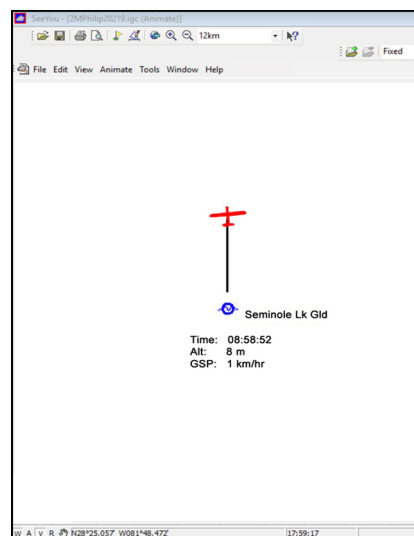 SeeYou - [2MPhilip20219.igc (Animate)]
12km
Fixed
File Edit View Animate Tools Window Help
Seminole Lk Gld
Time: 08:58:52
Alt: 8 m
GSP: 1 km/hr
W A V R N28°25.057' W081°48.472' 17:59:17